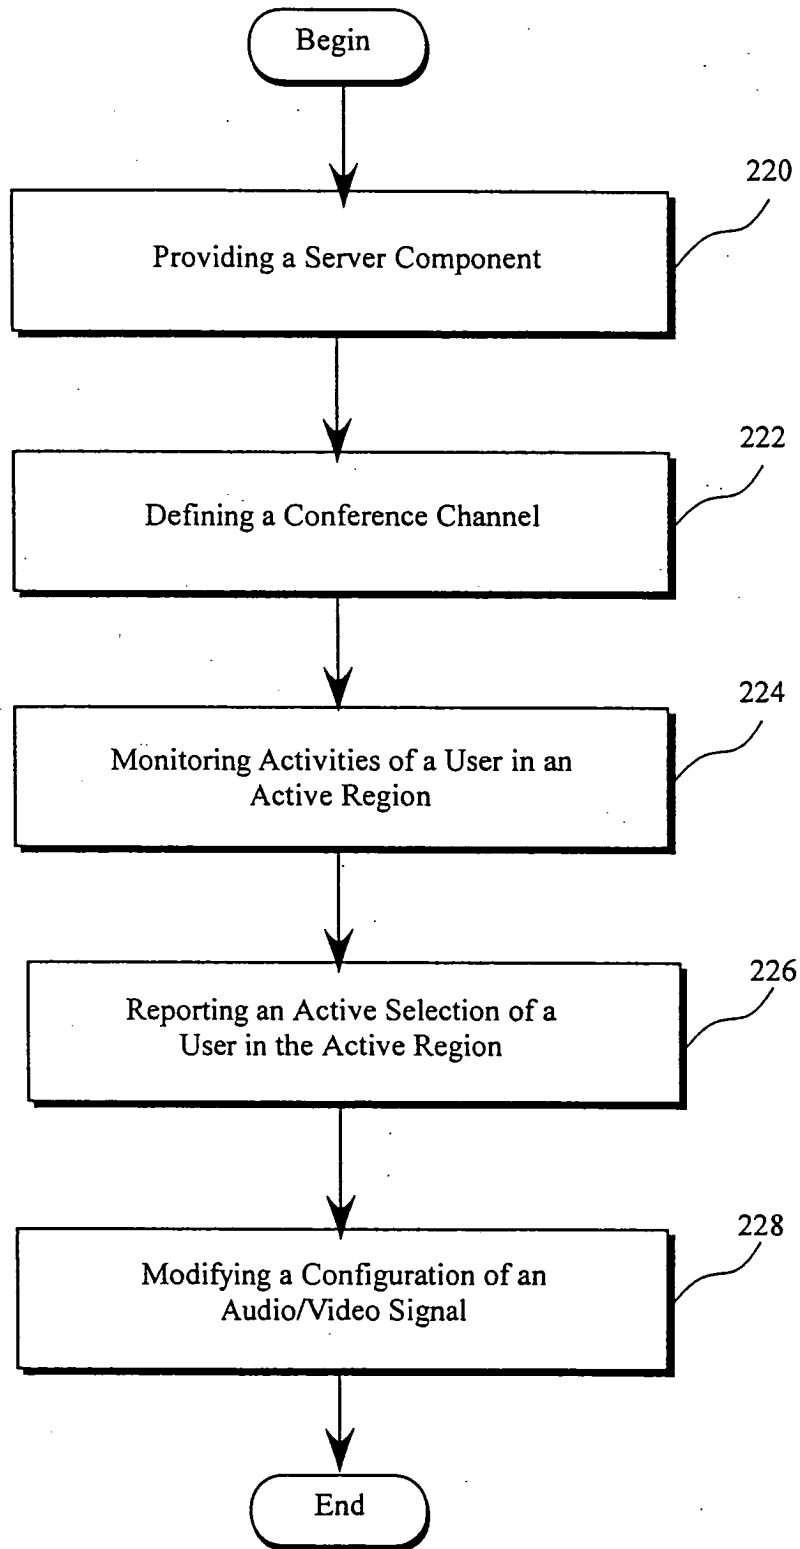 Begin
220
Providing a Server Component
222
Defining a Conference Channel
224
Monitoring Activities of a User in an
Active Region
226
Reporting an Active Selection of a
User in the Active Region
228
Modifying a Configuration of an
Audio/Video Signal
End